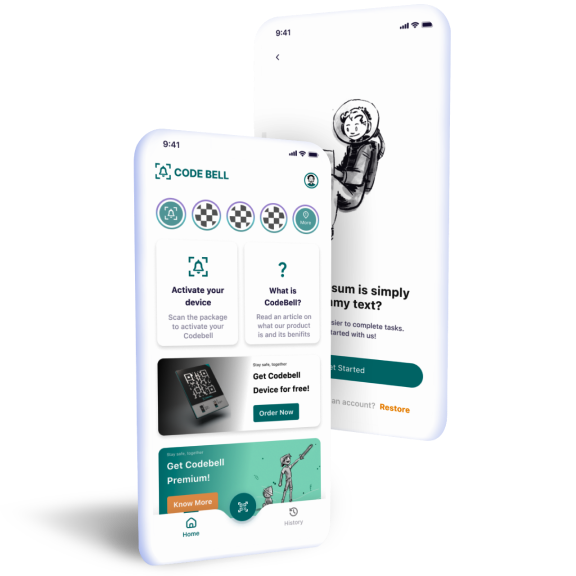 9:41
sum is simply
my text?
sier to complete tasks.
started with us!
et Started
an account? Restore
9:41
CODE BELL
More
Activate your
device
Scan the package
to activate your
Codebell
What is
CodeBell?
Read an article on
what our product
is and its benifits
Stay safe, together
Get Codebell
Device for free!
Order Now
Stay safe, together
Get Codebell
Premium!
Know More
Home
History